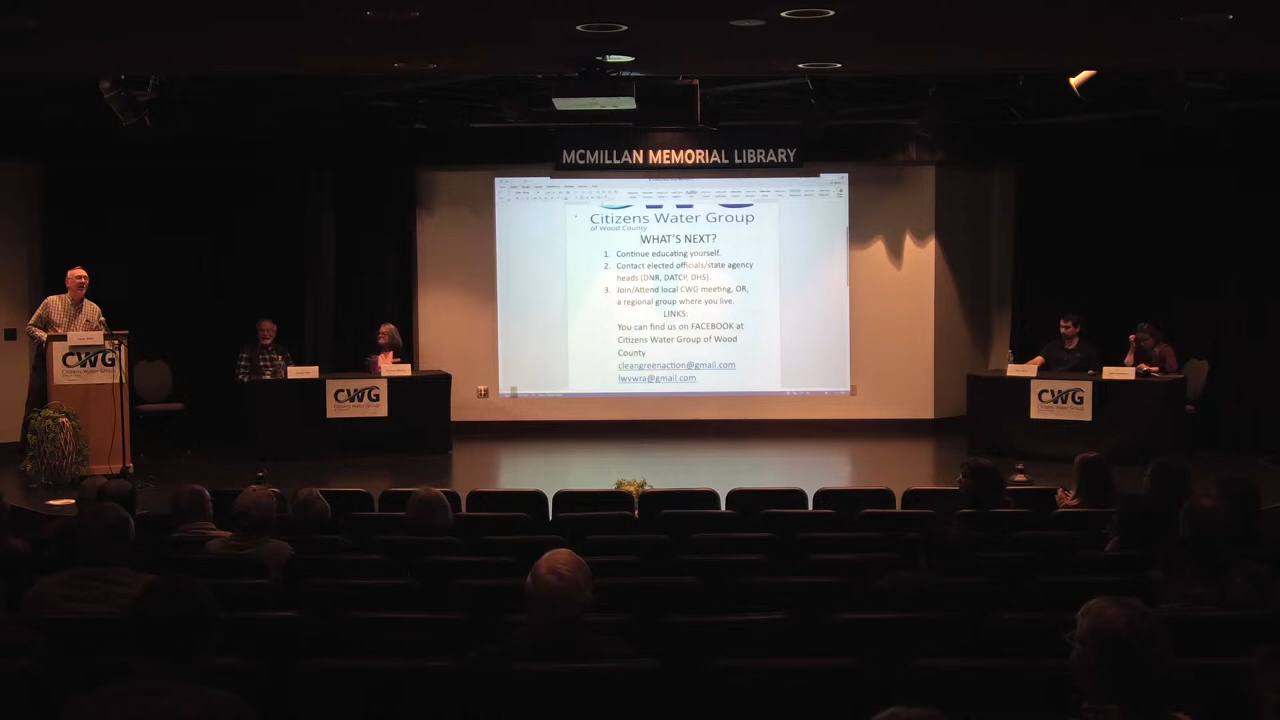 MCMILLAN MEMORIAL LIBRARY
Citizens Water Group
of Wood County
WHAT'S NEXT?
1. Continue educating yourself.
2. Contact elected officials/state agency
heads (DNR, DATCP, DHS).
3. Join/Attend local CWG meeting, OR,
a regional group where you live.
LINKS:
You can find us on FACEBOOK at
Citizens Water Group of Wood
County
cleangreenaction@gmail.com
lwvwra@gmail.com
CWG
Citizens Water Group
CWG
Citizens Water Group
CWG
Citizens Water Group